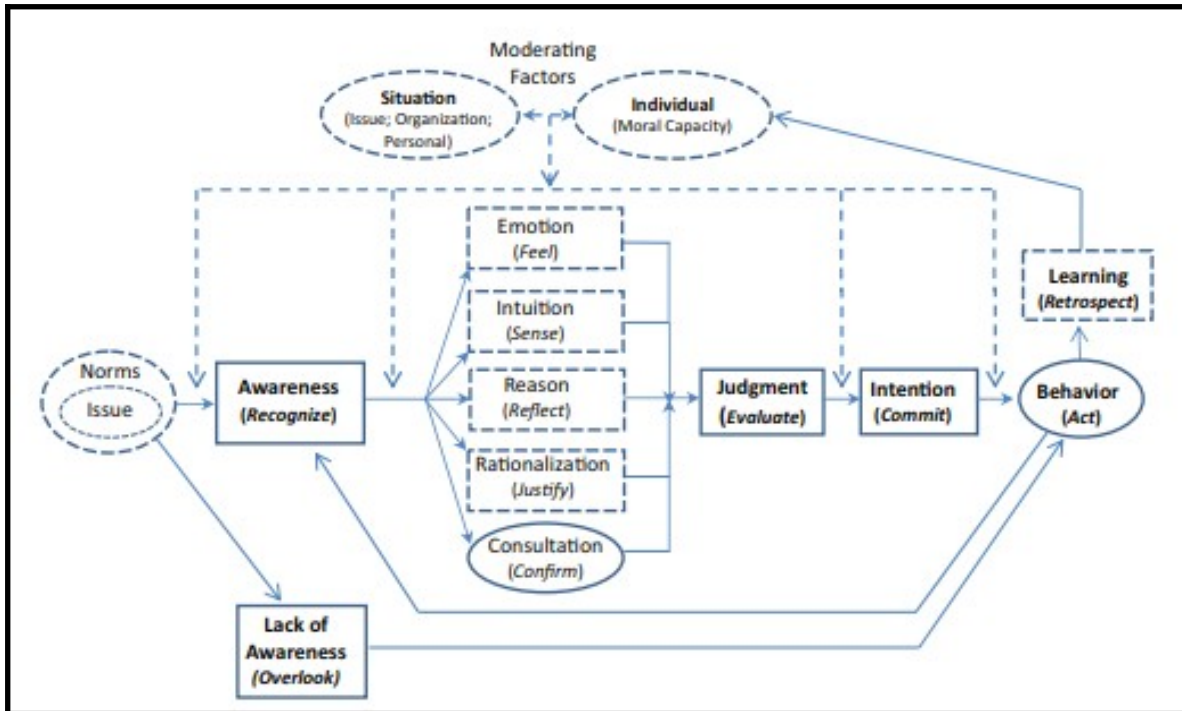 Moderating
Factors
Situation
(Issue; Organization;
Personal)
Individual
(Moral Capacity)
Emotion
(Feel)
Intuition
(Sense)
Reason
(Reflect)
Rationalization
(Justify)
Consultation
(Confirm)
Norms
Issue
Awareness
(Recognize)
Judgment
(Evaluate)
Intention
(Commit)
Behavior
(Act)
Learning
(Retrospect)
Lack of
Awareness
(Overlook)